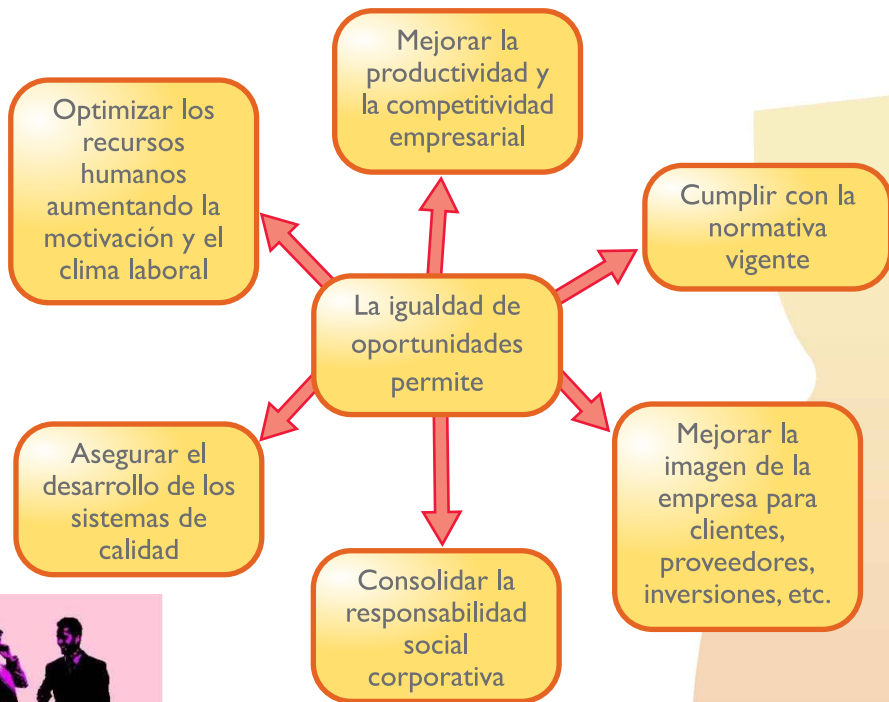 Mejorar la
productividad y
la competitividad
empresarial
Optimizar los
recursos
humanos
aumentando la
motivación y el
clima laboral
Cumplir con la
normativa
vigente
La igualdad de
oportunidades
permite
Asegurar el
desarrollo de los
sistemas de
calidad
Mejorar la
imagen de la
empresa para
clientes,
proveedores,
inversiones, etc.
Consolidar la
responsabilidad
social
corporativa